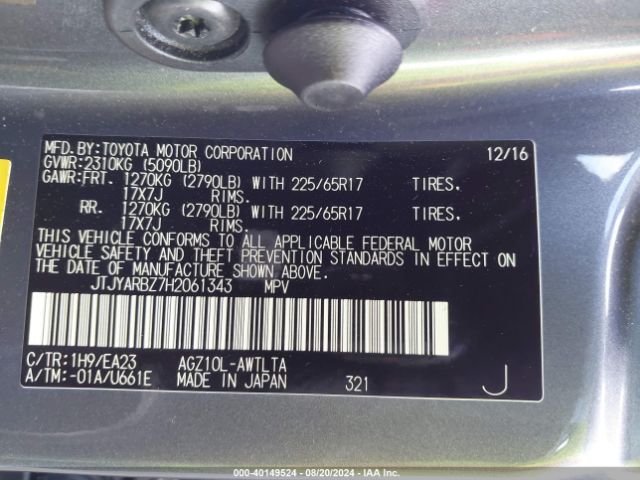 MFD.BY:TOYOTA MOTOR CORPORATION 12/16
GVWR:2310KG (5090LB)
GAWR:FRT. 1270KG (2790LB) WITH 225/65R17 TIRES.
17X7J RIMS.
RR. 1270KG (2790LB) WITH 225/65R17 TIRES.
17X7J RIMS.
THIS VEHICLE CONFORMS TO ALL APPLICABLE FEDERAL MOTOR
VEHICLE SAFETY AND THEFT PREVENTION STANDARDS IN EFFECT ON
THE DATE OF MANUFACTURE SHOWN ABOVE.
JTJYARBZ7H2061343 MPV
C/TR:1H9/EA23 AGZ10L-AWTLTA
A/TM:-01A/U661E MADE IN JAPAN 321 J
000-40149524 | 08/20/2024 | IAA Inc.